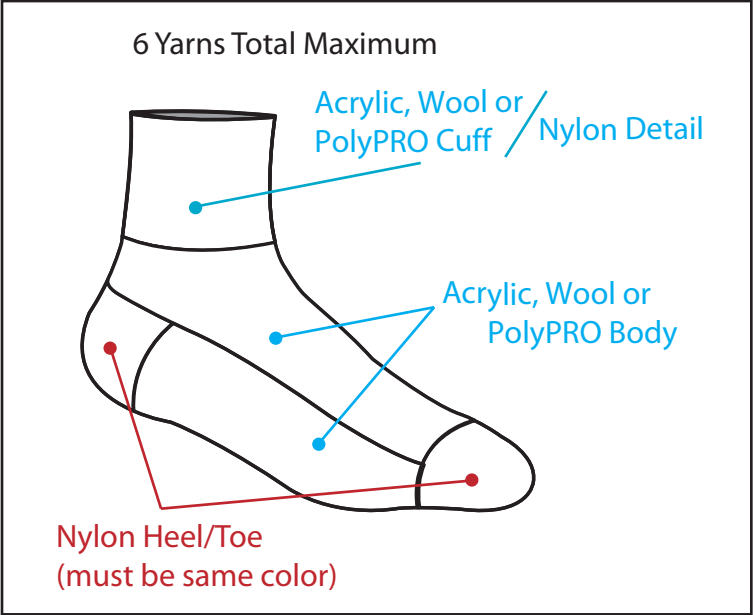 6 Yarns Total Maximum
Acrylic, Wool or
PolyPRO Cuff / Nylon Detail
Acrylic, Wool or
PolyPRO Body
Nylon Heel/Toe
(must be same color)